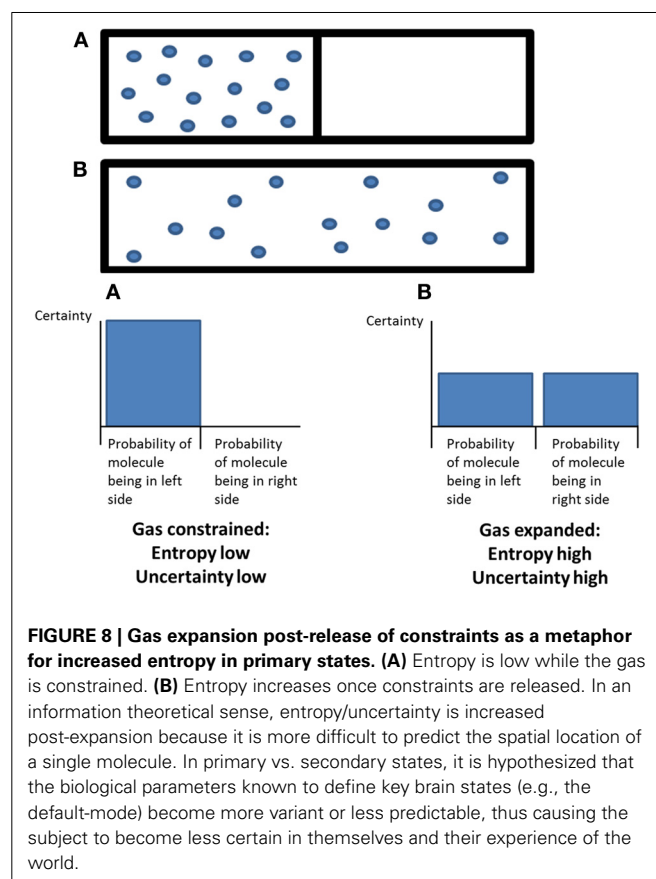 A
B
A
B
Certainty
Certainty
Probability of
molecule
being in left
side
Probability
of molecule
being in right
side
Probability
of molecule
being in left
side
Probability
of molecule
being in
right side
Gas constrained:
Entropy low
Uncertainty low
Gas expanded:
Entropy high
Uncertainty high
FIGURE 8 | Gas expansion post-release of constraints as a metaphor
for increased entropy in primary states. (A) Entropy is low while the gas
is constrained. (B) Entropy increases once constraints are released. In an
information theoretical sense, entropy/uncertainty is increased
post-expansion because it is more difficult to predict the spatial location of
a single molecule. In primary vs. secondary states, it is hypothesized that
the biological parameters known to define key brain states (e.g., the
default-mode) become more variant or less predictable, thus causing the
subject to become less certain in themselves and their experience of the
world.